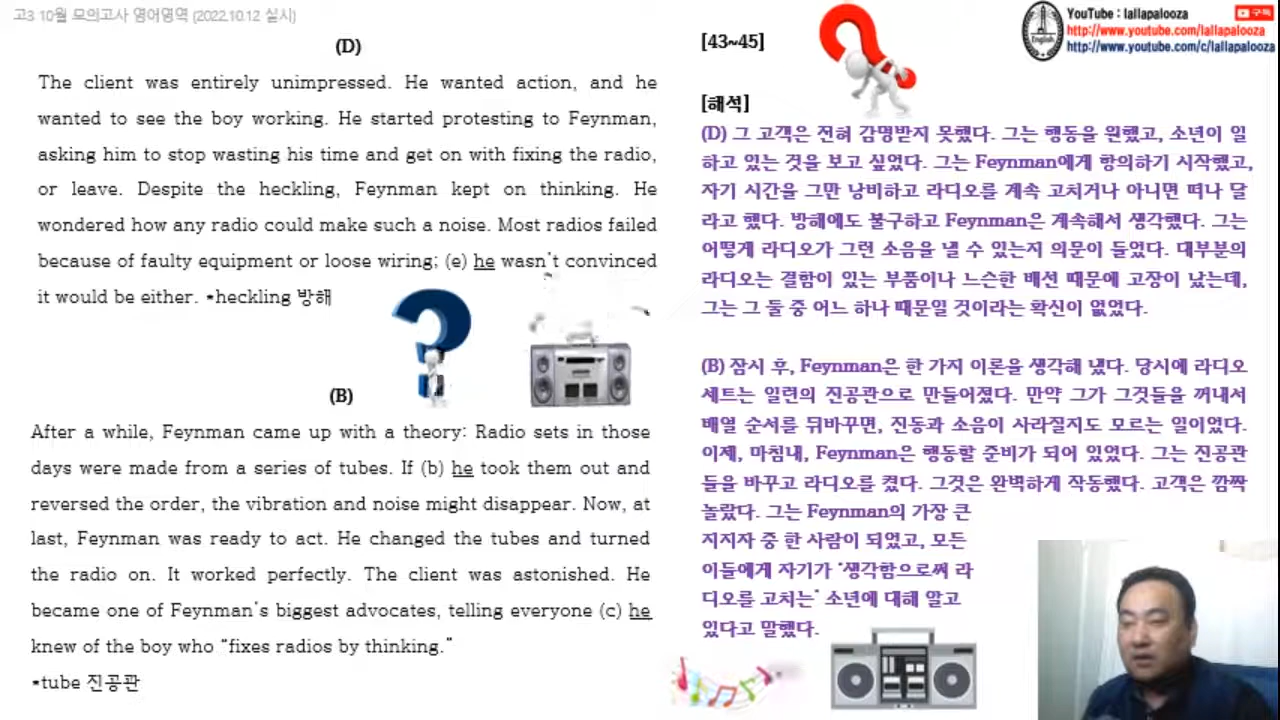 고3 10월 모의고사 영어영역 (2022.10.12 실시)
(D)
The client was entirely unimpressed. He wanted action, and he
wanted to see the boy working. He started protesting to Feynman,
asking him to stop wasting his time and get on with fixing the radio,
or leave. Despite the heckling, Feynman kept on thinking. He
wondered how any radio could make such a noise. Most radios failed
because of faulty equipment or loose wiring; (e) he wasn't convinced
it would be either. *heckling 방해
(B)
After a while, Feynman came up with a theory: Radio sets in those
days were made from a series of tubes. If (b) he took them out and
reversed the order, the vibration and noise might disappear. Now, at
last, Feynman was ready to act. He changed the tubes and turned
the radio on. It worked perfectly. The client was astonished. He
became one of Feynman's biggest advocates, telling everyone (c) he
knew of the boy who “fixes radios by thinking.”
*tube 진공관
[43~45]
YouTube : lallapalooza
구독
http://www.youtube.com/lallapalooza
http://www.youtube.com/c/lallapalooza
English
[해석]
(D) 그 고객은 전혀 감명받지 못했다. 그는 행동을 원했고, 소년이 일
하고 있는 것을 보고 싶었다. 그는 Feynman에게 항의하기 시작했고,
자기 시간을 그만 낭비하고 라디오를 계속 고치거나 아니면 떠나 달
라고 했다. 방해에도 불구하고 Feynman은 계속해서 생각했다. 그는
어떻게 라디오가 그런 소음을 낼 수 있는지 의문이 들었다. 대부분의
라디오는 결함이 있는 부품이나 느슨한 배선 때문에 고장이 났는데,
그는 그 둘 중 어느 하나 때문일 것이라는 확신이 없었다.
(B) 잠시 후, Feynman은 한 가지 이론을 생각해 냈다. 당시에 라디오
세트는 일련의 진공관으로 만들어졌다. 만약 그가 그것들을 꺼내서
배열 순서를 뒤바꾸면, 진동과 소음이 사라질지도 모르는 일이었다.
이제, 마침내, Feynman은 행동할 준비가 되어 있었다. 그는 진공관
들을 바꾸고 라디오를 켰다. 그것은 완벽하게 작동했다. 고객은 깜짝
놀랐다. 그는 Feynman의 가장 큰
지지자 중 한 사람이 되었고, 모든
이들에게 자기가 ‘생각함으로써 라
디오를 고치는’ 소년에 대해 알고
있다고 말했다.